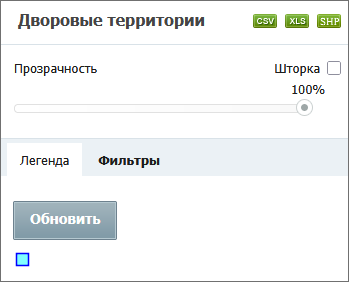 Дворовые территории CSV XLS SHP
Прозрачность Шторка
100%
Легенда Фильтры
Обновить